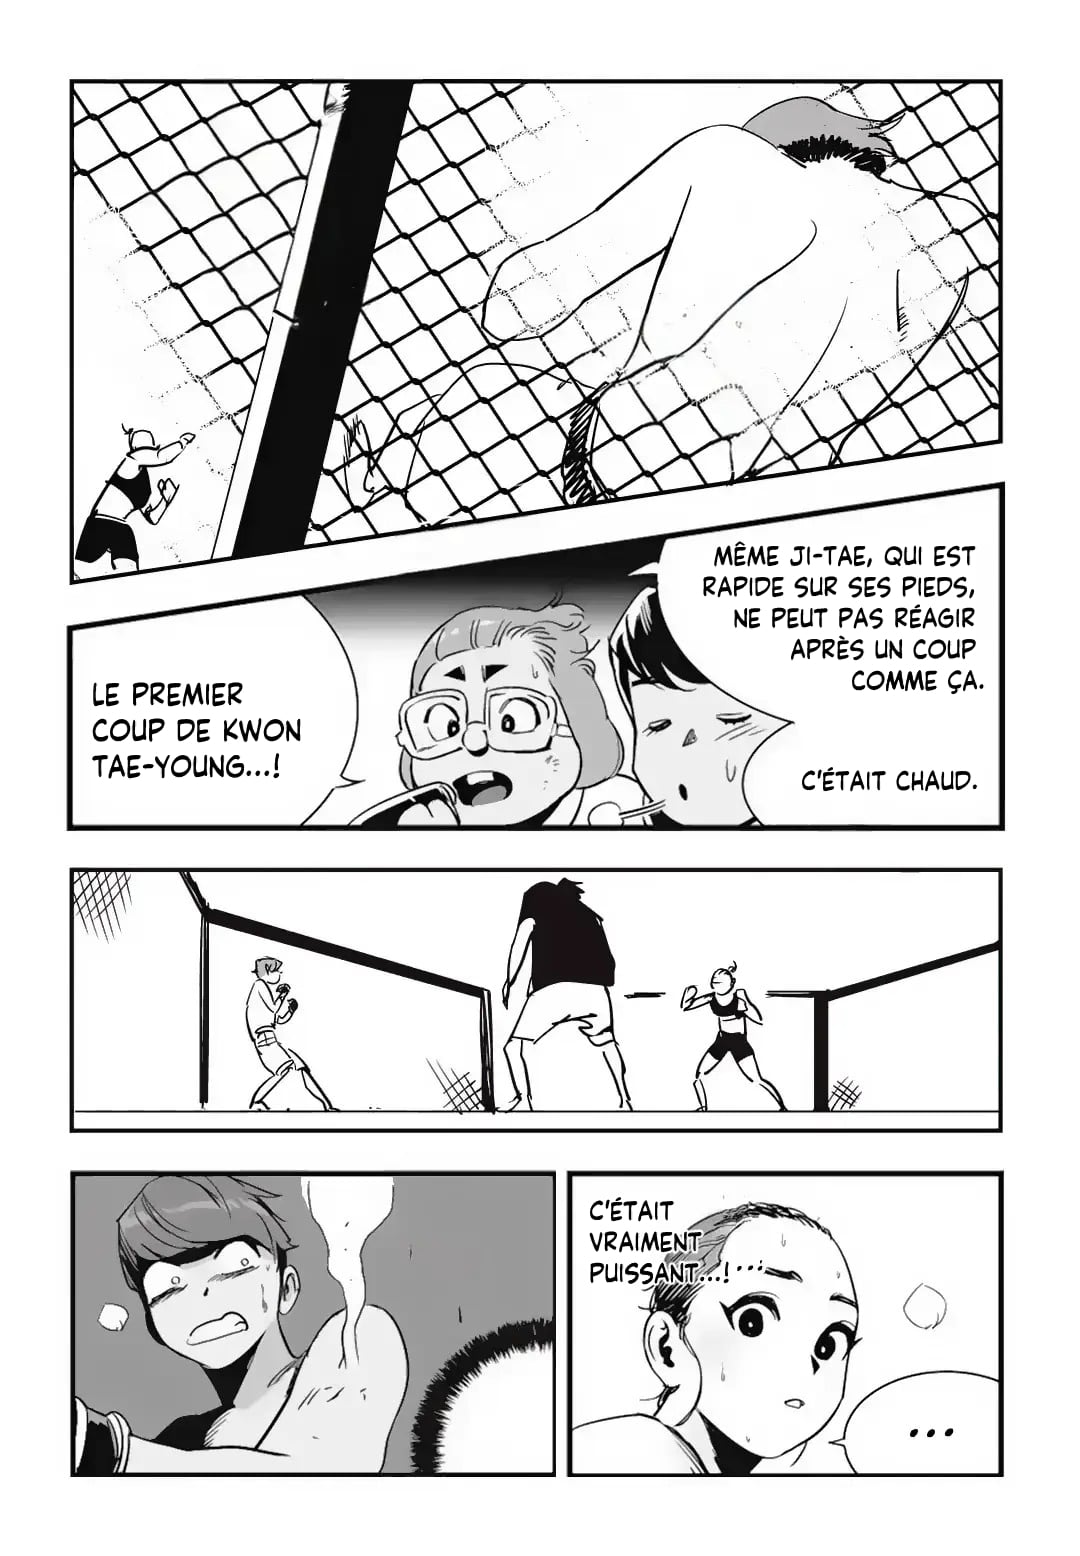 LE PREMIER
COUP DE KWON
TAE-YOUNG...!
MÊME JI-TAE, QUI EST
RAPIDE SUR SES PIEDS,
NE PEUT PAS RÉAGIR
APRÈS UN COUP
COMME ÇA.
C'ÉTAIT CHAUD.
C'ÉTAIT
VRAIMENT
PUISSANT...! ...
...